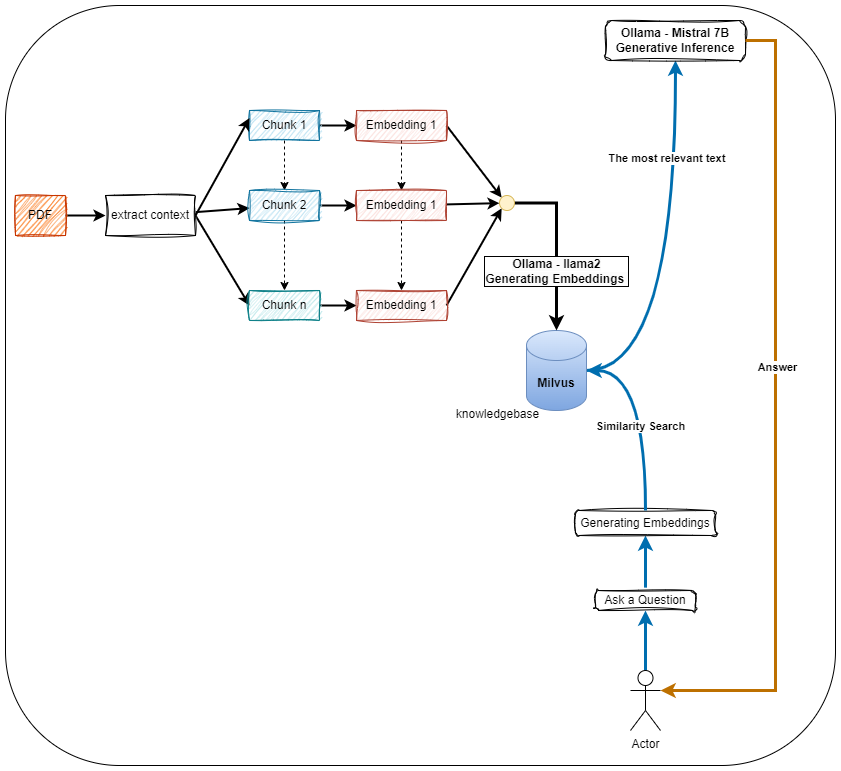 Ollama - Mistral 7B
Generative Inference
Chunk 1
Embedding 1
The most relevant text
PDF
extract context
Chunk 2
Embedding 1
Ollama - llama2
Generating Embeddings
Chunk n
Embedding 1
Milvus
knowledgebase
Answer
Similarity Search
Generating Embeddings
Ask a Question
Actor